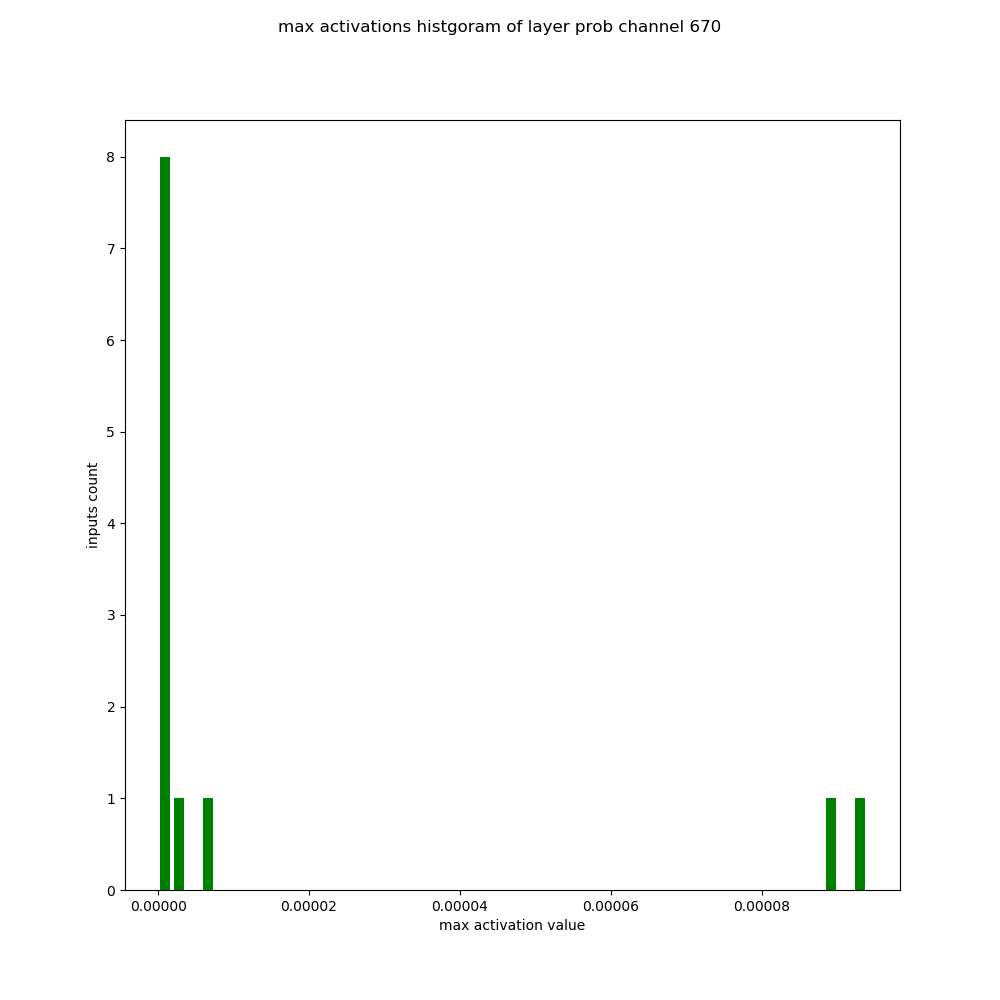 max activations histgoram of layer prob channel 670
8
7
6
5
4
3
2
1
0
inputs count
0.00000 0.00002 0.00004 0.00006 0.00008
max activation value